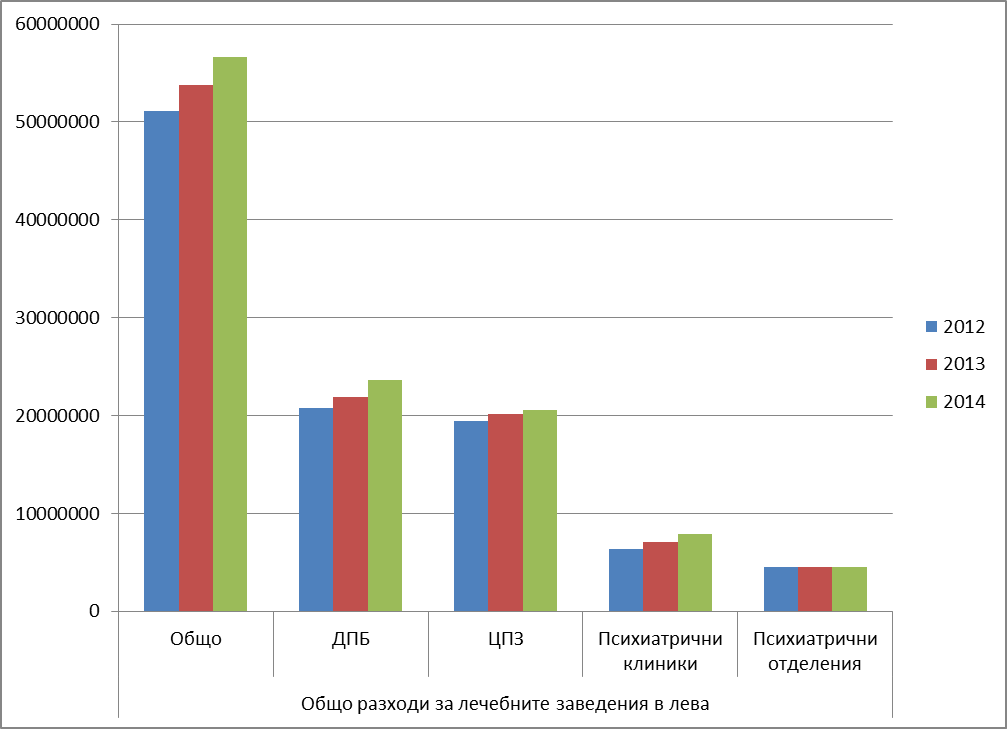 60000000
50000000
40000000
30000000
20000000
10000000
0
Общо
ДПБ
ЦПЗ
Психиатрични
клиники
Психиатрични
отделения
Общо разходи за лечебните заведения в лева
2012
2013
2014